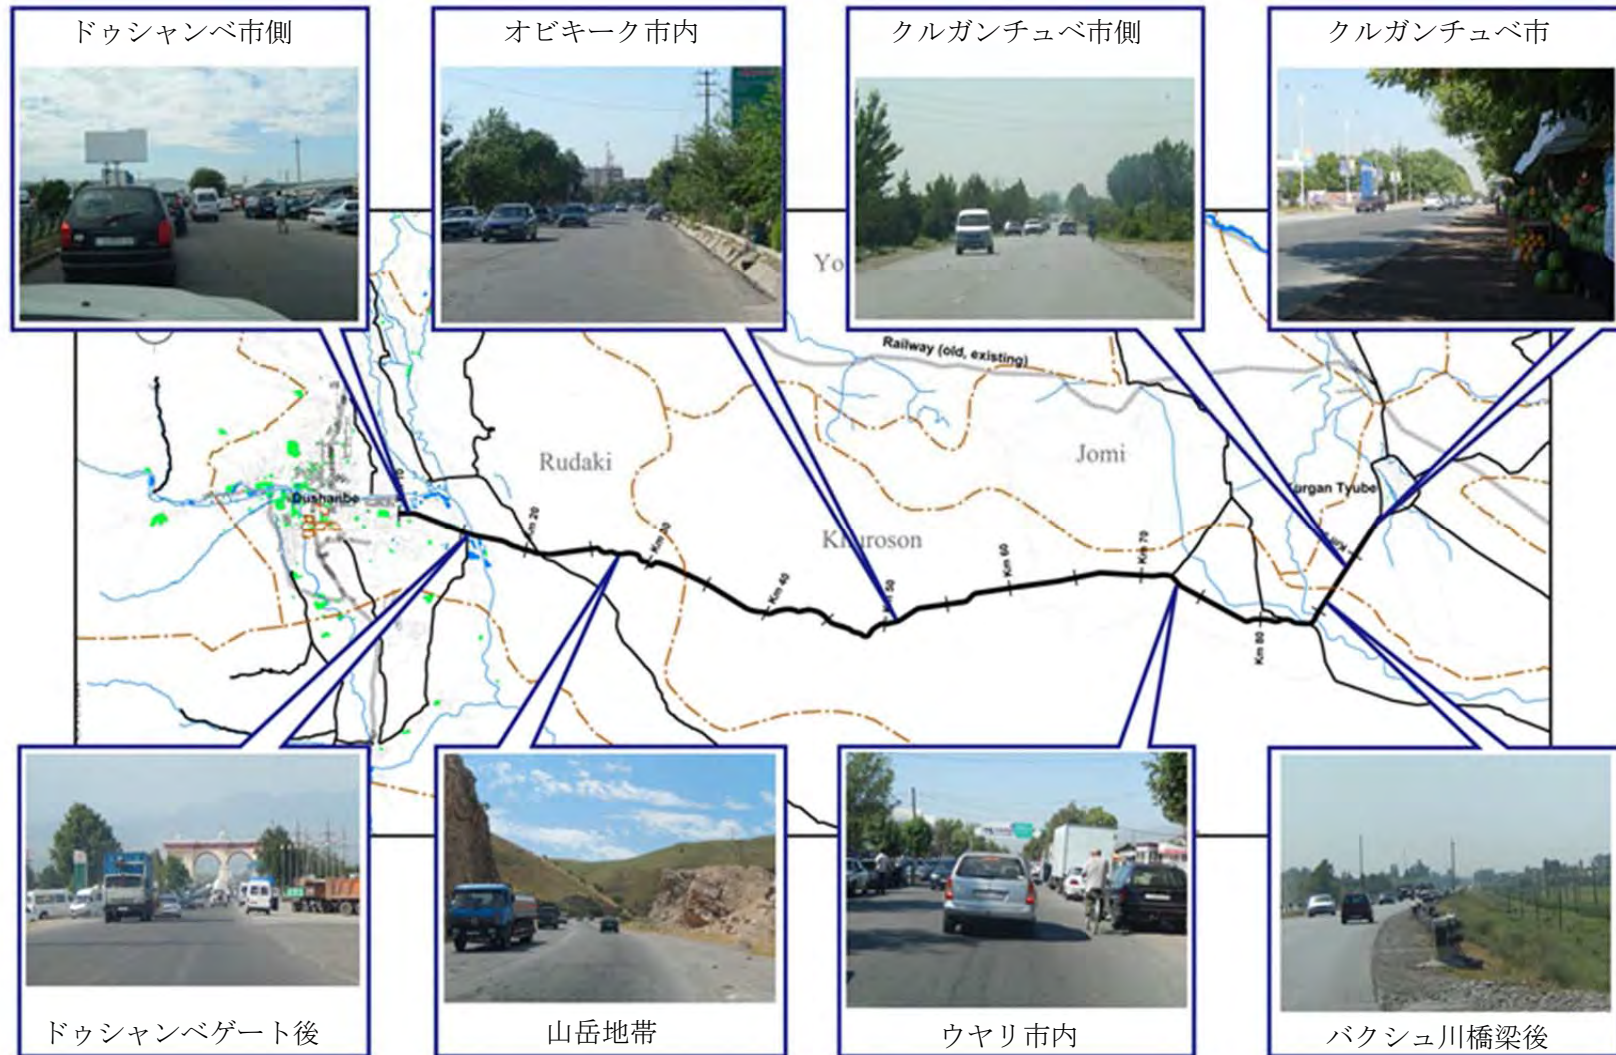 ドゥシャンベ市側
オビキーク市内
クルガンチュベ市側
クルガンチュベ市
Yo
Railway (old, existing)
Rudaki
Jomi
Dushanbe
urgan Tyube
Km 20
Km 30
Khuroson
Km 40
Km 50
Km 60
Km 70
Km 80
ドゥシャンベゲート後
山岳地帯
ウヤリ市内
バクシュ川橋梁後